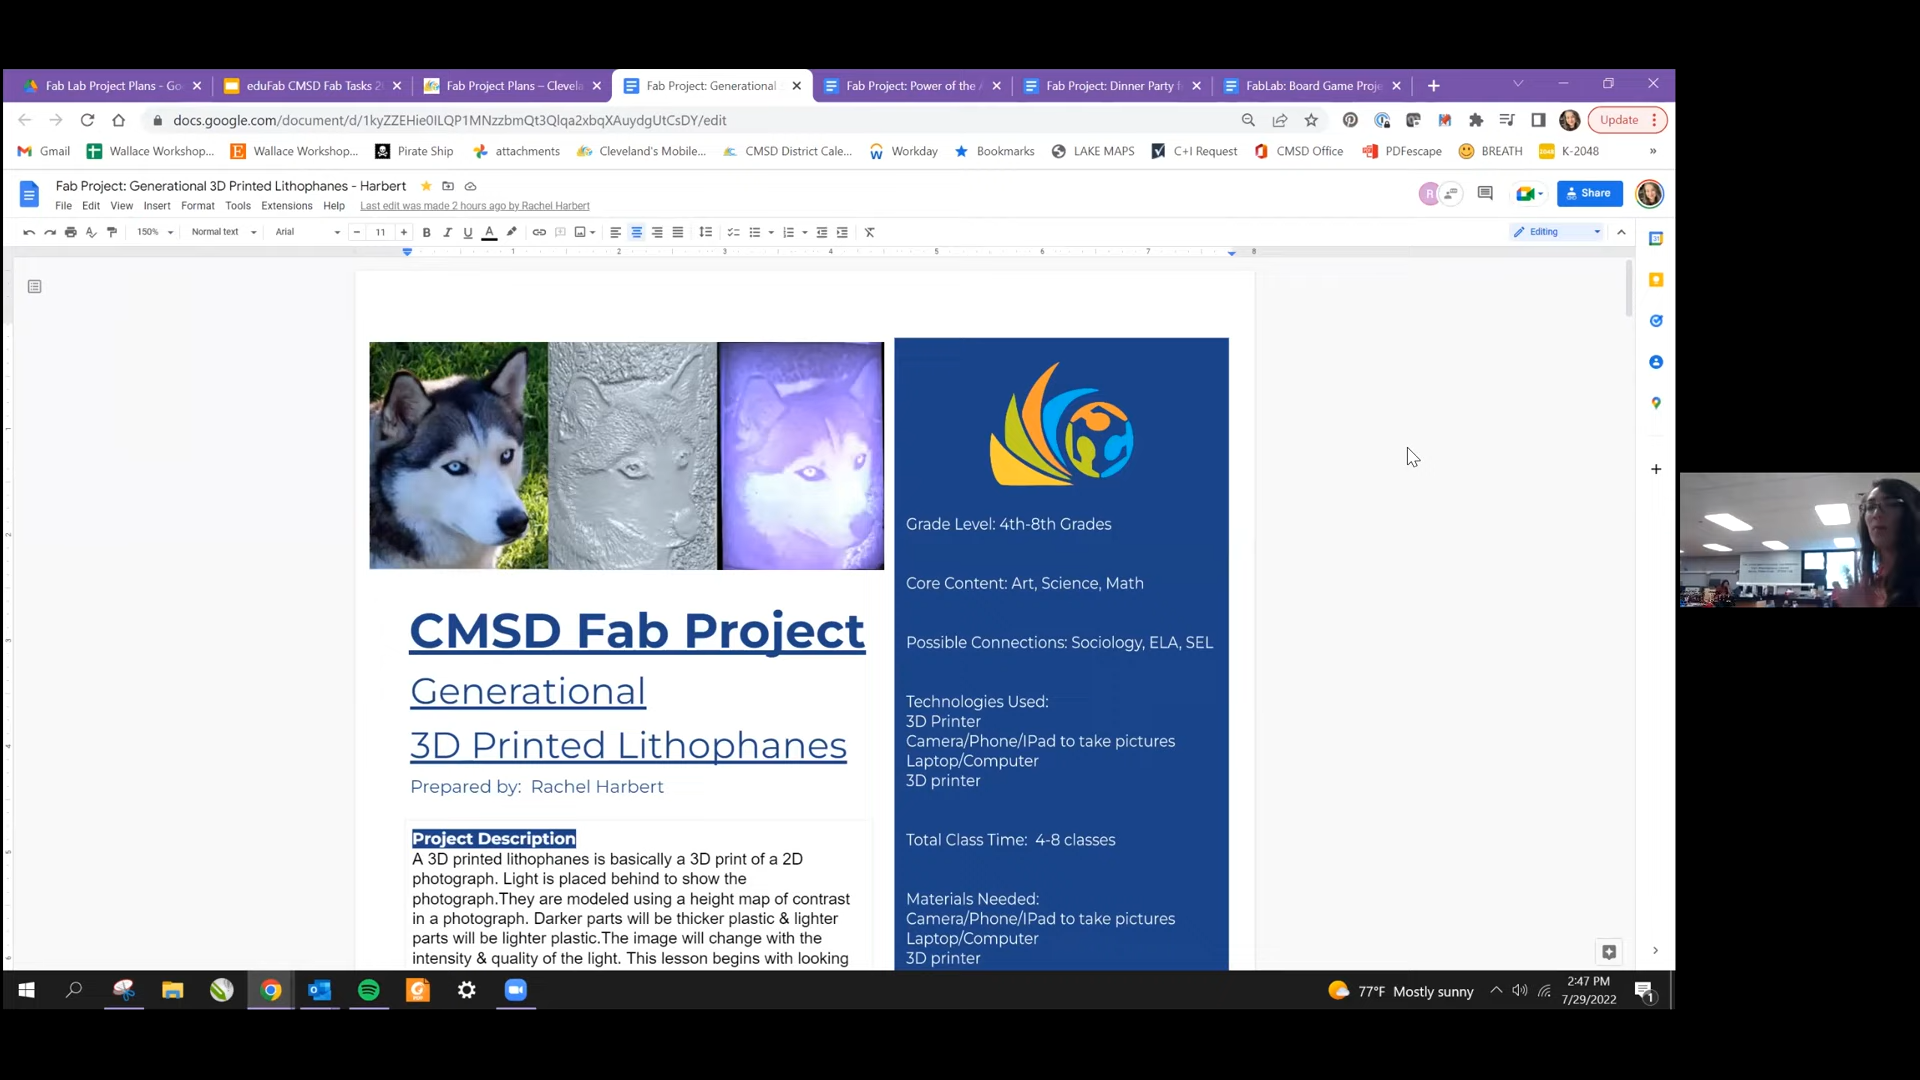 Fab Lab Project Plans - Go
eduFab CMSD Fab Tasks 2
Fab Project Plans – Clevela
Fab Project: Generational
Fab Project: Power of the
Fab Project: Dinner Party f
FabLab: Board Game Proje
docs.google.com/document/d/1kyZZEHie0ILQP1MNzzbmQt3Qlqa2xbqXAuydgUtCsDY/edit
Update
Gmail
Wallace Workshop...
Wallace Workshop...
Pirate Ship
attachments
Cleveland's Mobile...
CMSD District Cale...
Workday
Bookmarks
LAKE MAPS
C+I Request
CMSD Office
PDFescape
BREATH
K-2048
Fab Project: Generational 3D Printed Lithophanes - Harbert
File Edit View Insert Format Tools Extensions Help Last edit was made 2 hours ago by Rachel Harbert
Share
150% Normal text Arial 11 B I U A
Editing
1 2 3 4 5 6 7 8
CMSD Fab Project
Generational
3D Printed Lithophanes
Prepared by: Rachel Harbert
Project Description
A 3D printed lithophanes is basically a 3D print of a 2D
photograph. Light is placed behind to show the
photograph.They are modeled using a height map of contrast
in a photograph. Darker parts will be thicker plastic & lighter
parts will be lighter plastic.The image will change with the
intensity & quality of the light. This lesson begins with looking
Grade Level: 4th-8th Grades
Core Content: Art, Science, Math
Possible Connections: Sociology, ELA, SEL
Technologies Used:
3D Printer
Camera/Phone/IPad to take pictures
Laptop/Computer
3D printer
Total Class Time: 4-8 classes
Materials Needed:
Camera/Phone/IPad to take pictures
Laptop/Computer
3D printer
77°F Mostly sunny
2:47 PM
7/29/2022
1